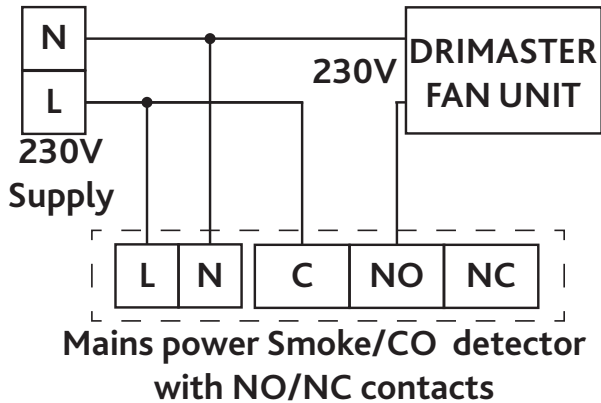 N
DRIMASTER
230V
FAN UNIT
L
230V
Supply
L N C NO NC
Mains power Smoke/CO detector
with NO/NC contacts